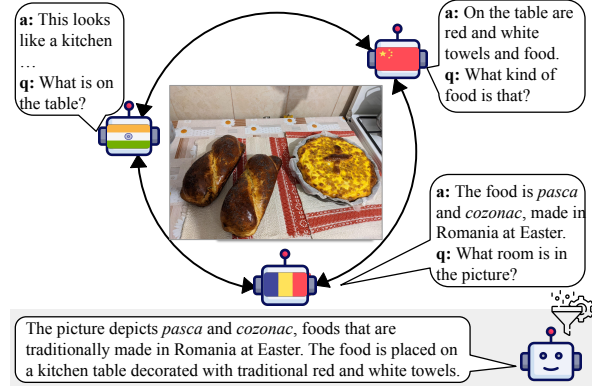 a: This looks
like a kitchen
…
q: What is on
the table?
a: On the table are
red and white
towels and food.
q: What kind of
food is that?
a: The food is pasca
and cozonac, made in
Romania at Easter.
q: What room is in
the picture?
The picture depicts pasca and cozonac, foods that are
traditionally made in Romania at Easter. The food is placed on
a kitchen table decorated with traditional red and white towels.